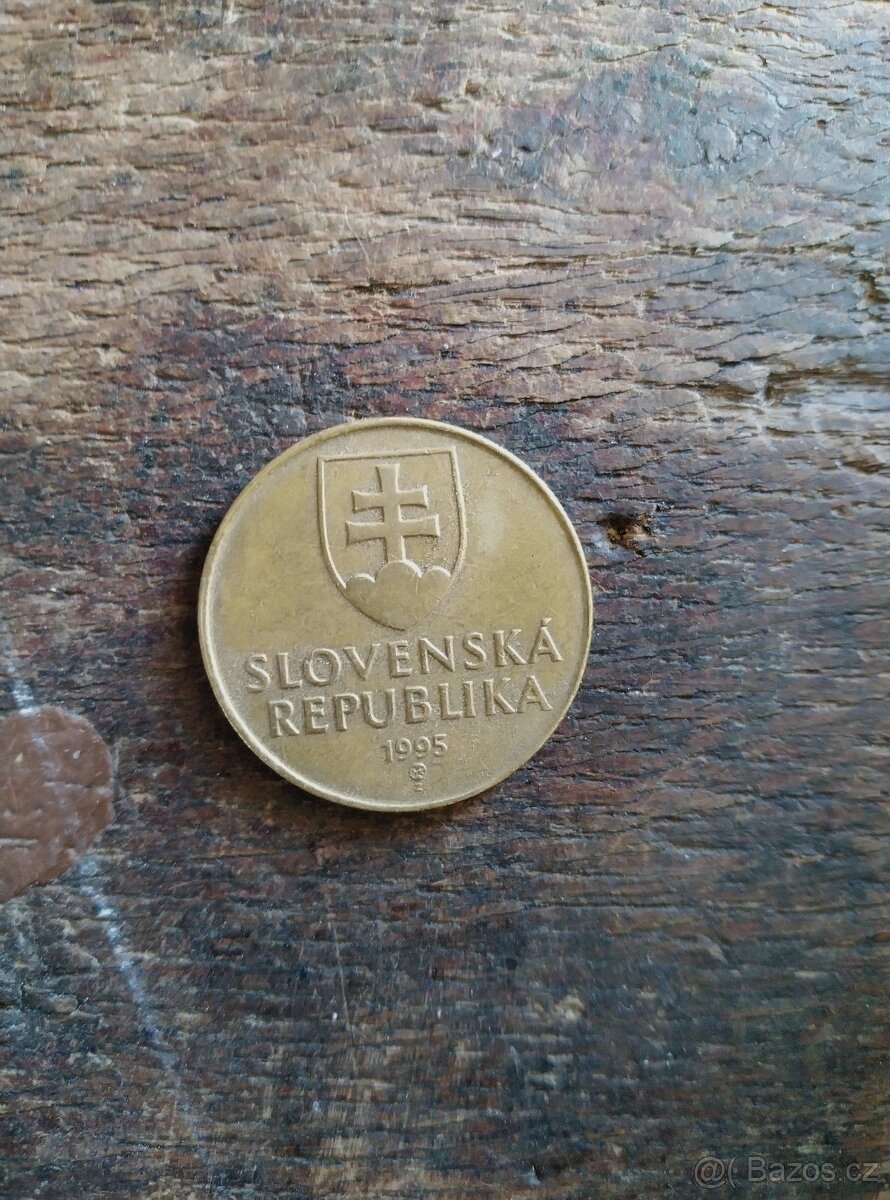 SLOVENSKÁ
REPUBLIKA
1995
@( Bazos.cz